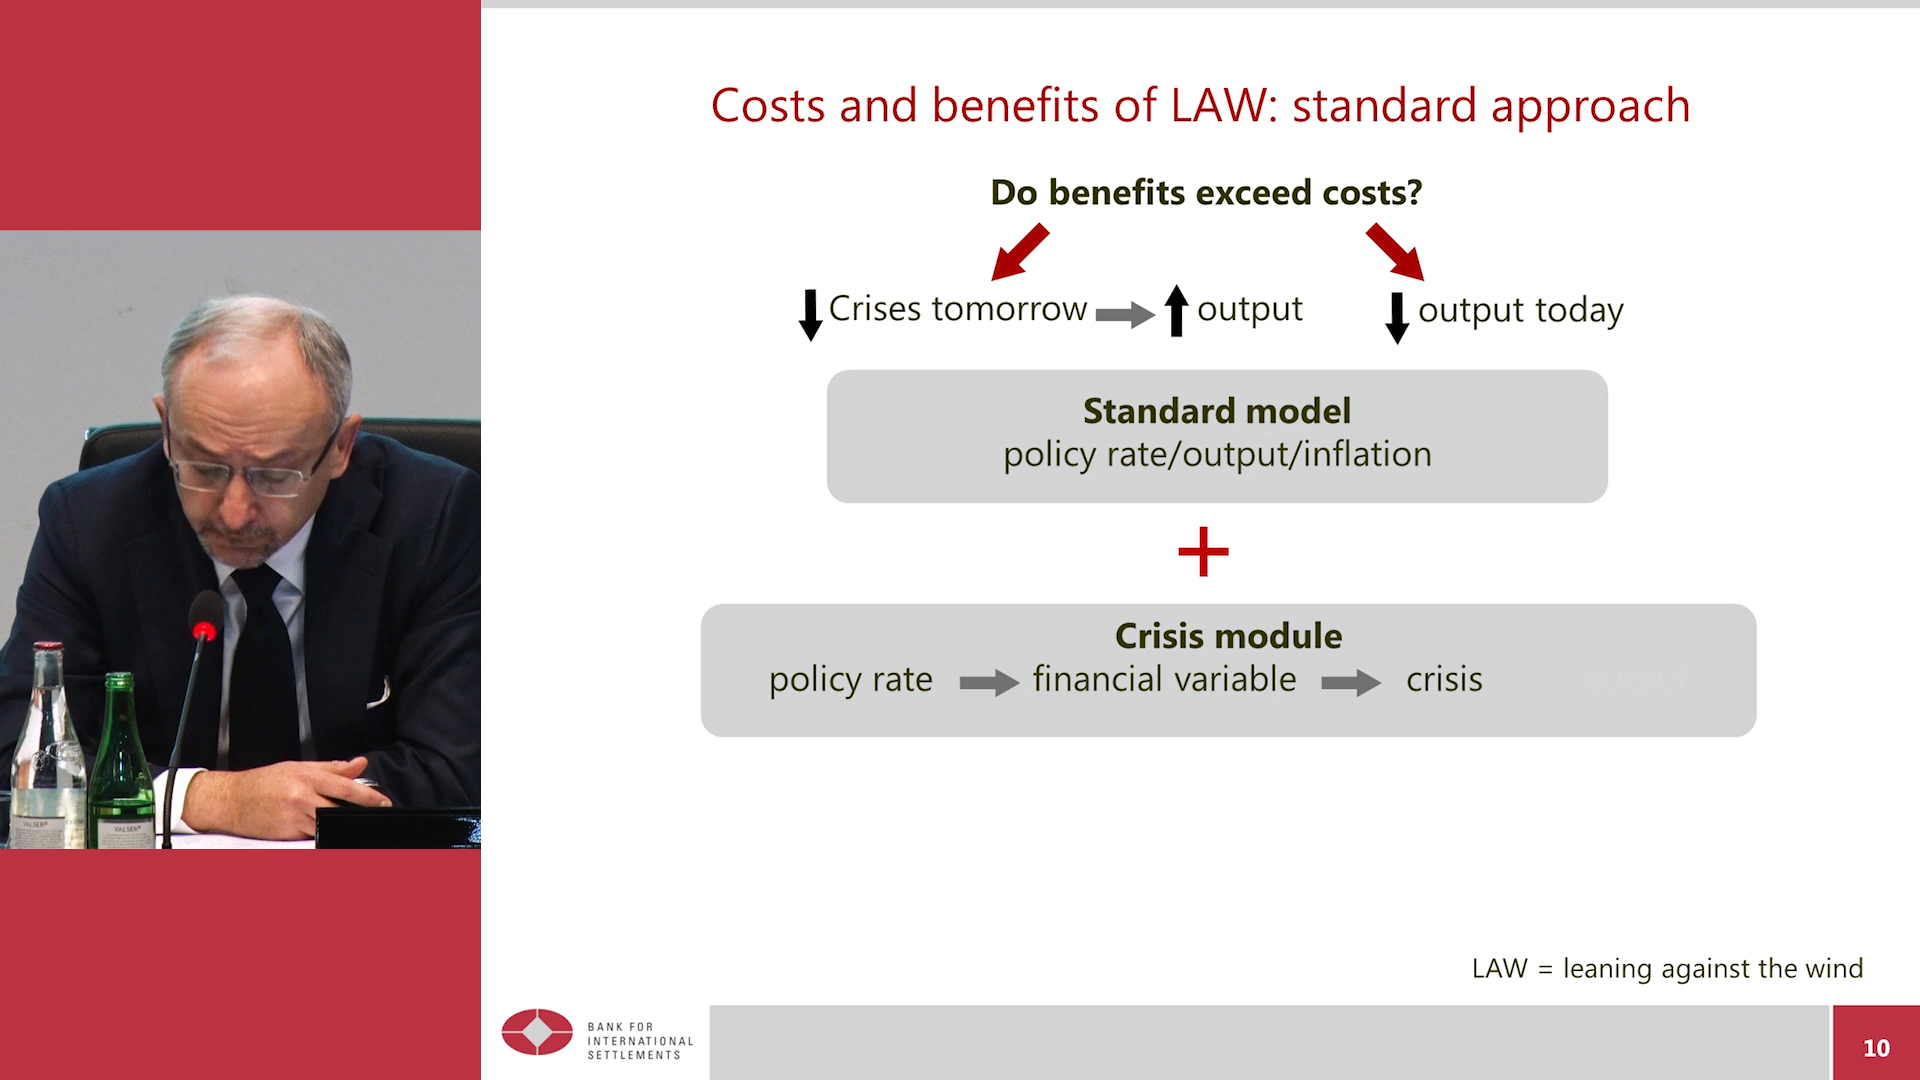 Costs and benefits of LAW: standard approach
Do benefits exceed costs?
Crises tomorrow output output today
Standard model
policy rate/output/inflation
+
Crisis module
policy rate financial variable crisis
LAW = leaning against the wind
BANK FOR
INTERNATIONAL
SETTLEMENTS
10
VALSER
VALSER